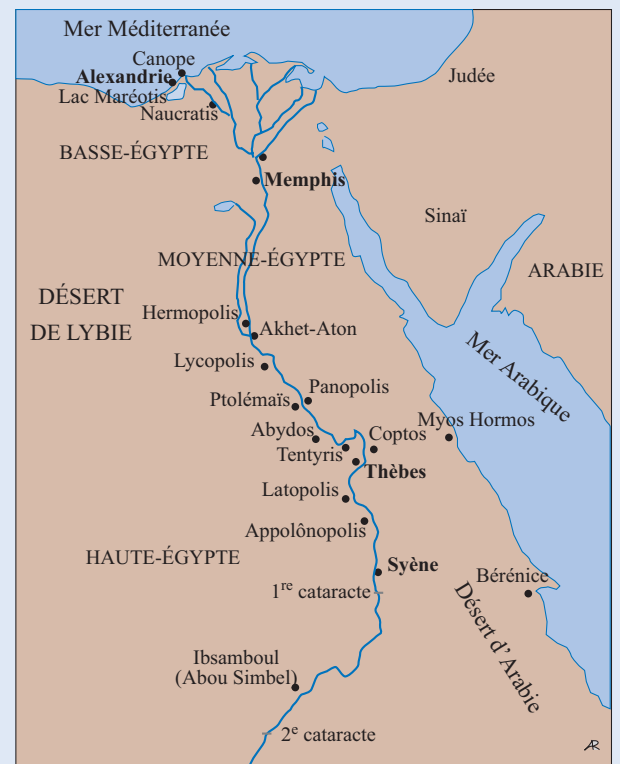 Mer Méditerranée
Canope
Alexandrie
Lac Maréotis
Naucratis
Judée
BASSE-ÉGYPTE
Memphis
Sinaï
MOYENNE-ÉGYPTE
ARABIE
DÉSERT
DE LYBIE
Hermopolis
Akhet-Aton
Mer Arabique
Lycopolis
Panopolis
Ptolémaïs
Myos Hormos
Abydos
Coptos
Tentyris
Thèbes
Latopolis
Appolônopolis
HAUTE-ÉGYPTE
Syène
Bérénice
1re cataracte
Désert d'Arabie
Ibsamboul
(Abou Simbel)
2e cataracte
AR